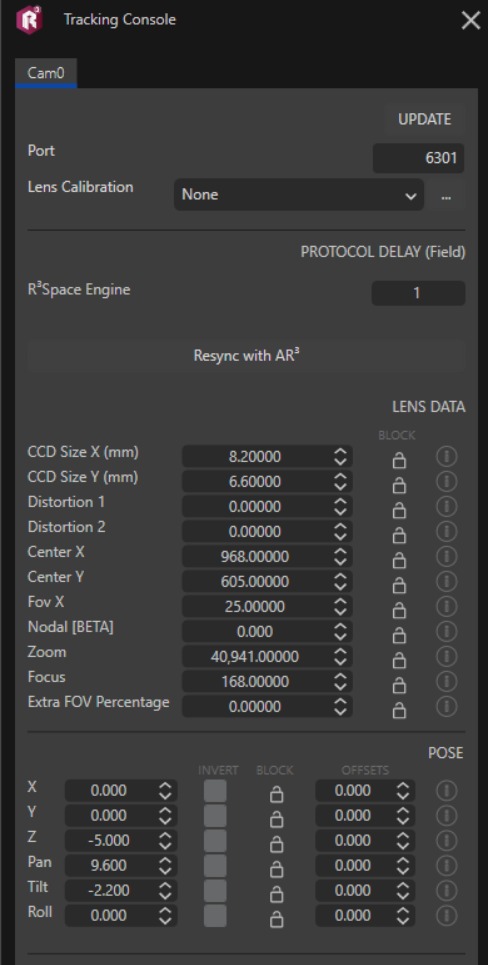 R³ Tracking Console
Cam0
UPDATE
Port 6301
Lens Calibration None ...
PROTOCOL DELAY (Field)
R³Space Engine 1
Resync with AR³
LENS DATA
BLOCK
CCD Size X (mm) 8.20000
CCD Size Y (mm) 6.60000
Distortion 1 0.00000
Distortion 2 0.00000
Center X 968.00000
Center Y 605.00000
Fov X 25.00000
Nodal [BETA] 0.000
Zoom 40,941.00000
Focus 168.00000
Extra FOV Percentage 0.00000
POSE
INVERT BLOCK OFFSETS
X 0.000 0.000
Y 0.000 0.000
Z -5.000 0.000
Pan 9.600 0.000
Tilt -2.200 0.000
Roll 0.000 0.000